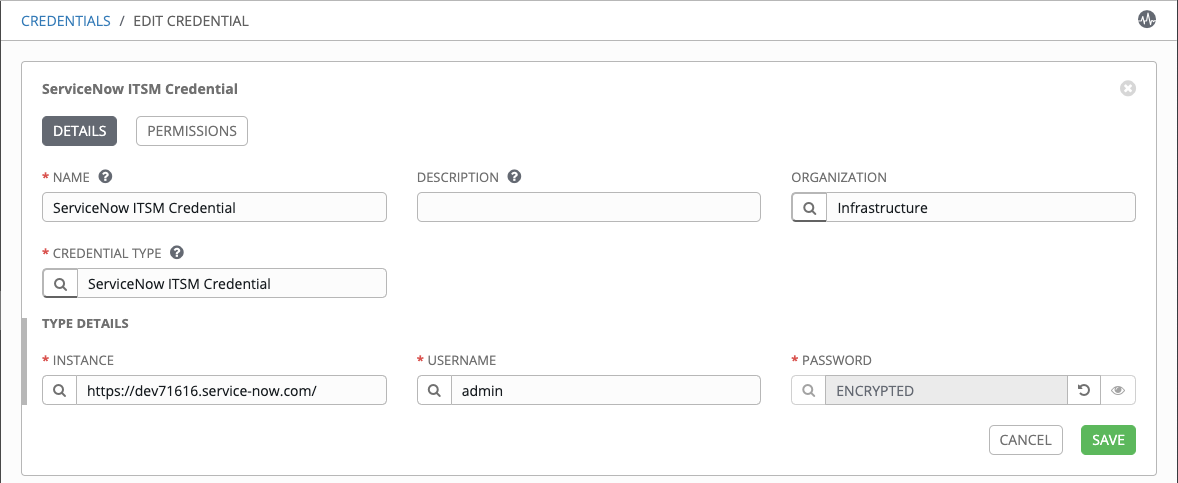 CREDENTIALS / EDIT CREDENTIAL
ServiceNow ITSM Credential
DETAILS PERMISSIONS
* NAME ? DESCRIPTION ? ORGANIZATION
ServiceNow ITSM Credential Infrastructure
* CREDENTIAL TYPE ?
ServiceNow ITSM Credential
TYPE DETAILS
* INSTANCE * USERNAME * PASSWORD
https://dev71616.service-now.com/ admin ENCRYPTED
CANCEL SAVE